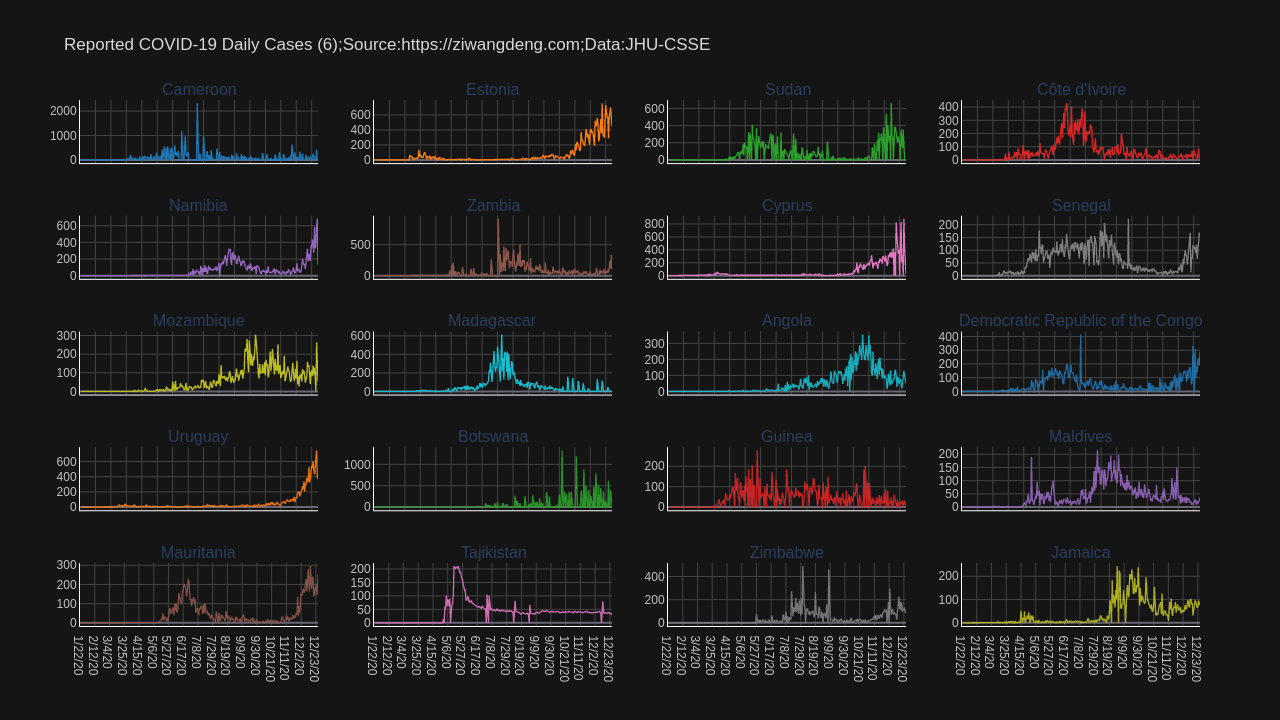 Reported COVID-19 Daily Cases (6);Source:https://ziwangdeng.com;Data:JHU-CSSE
Cameroon Estonia Sudan Côte d'Ivoire
2000 1000 0
600 400 200 0
600 400 200 0
400 300 200 100 0
Namibia Zambia Cyprus Senegal
600 400 200 0
500 0
800 600 400 200 0
200 150 100 50 0
Mozambique Madagascar Angola Democratic Republic of the Congo
300 200 100 0
600 400 200 0
300 200 100 0
400 300 200 100 0
Uruguay Botswana Guinea Maldives
600 400 200 0
1000 500 0
200 100 0
200 150 100 50 0
Mauritania Tajikistan Zimbabwe Jamaica
300 200 100 0
200 150 100 50 0
400 200 0
200 100 0
1/22/20 2/12/20 3/4/20 3/25/20 4/15/20 5/6/20 5/27/20 6/17/20 7/8/20 7/29/20 8/19/20 9/9/20 9/30/20 10/21/20 11/11/20 12/2/20 12/23/20
1/22/20 2/12/20 3/4/20 3/25/20 4/15/20 5/6/20 5/27/20 6/17/20 7/8/20 7/29/20 8/19/20 9/9/20 9/30/20 10/21/20 11/11/20 12/2/20 12/23/20
1/22/20 2/12/20 3/4/20 3/25/20 4/15/20 5/6/20 5/27/20 6/17/20 7/8/20 7/29/20 8/19/20 9/9/20 9/30/20 10/21/20 11/11/20 12/2/20 12/23/20
1/22/20 2/12/20 3/4/20 3/25/20 4/15/20 5/6/20 5/27/20 6/17/20 7/8/20 7/29/20 8/19/20 9/9/20 9/30/20 10/21/20 11/11/20 12/2/20 12/23/20